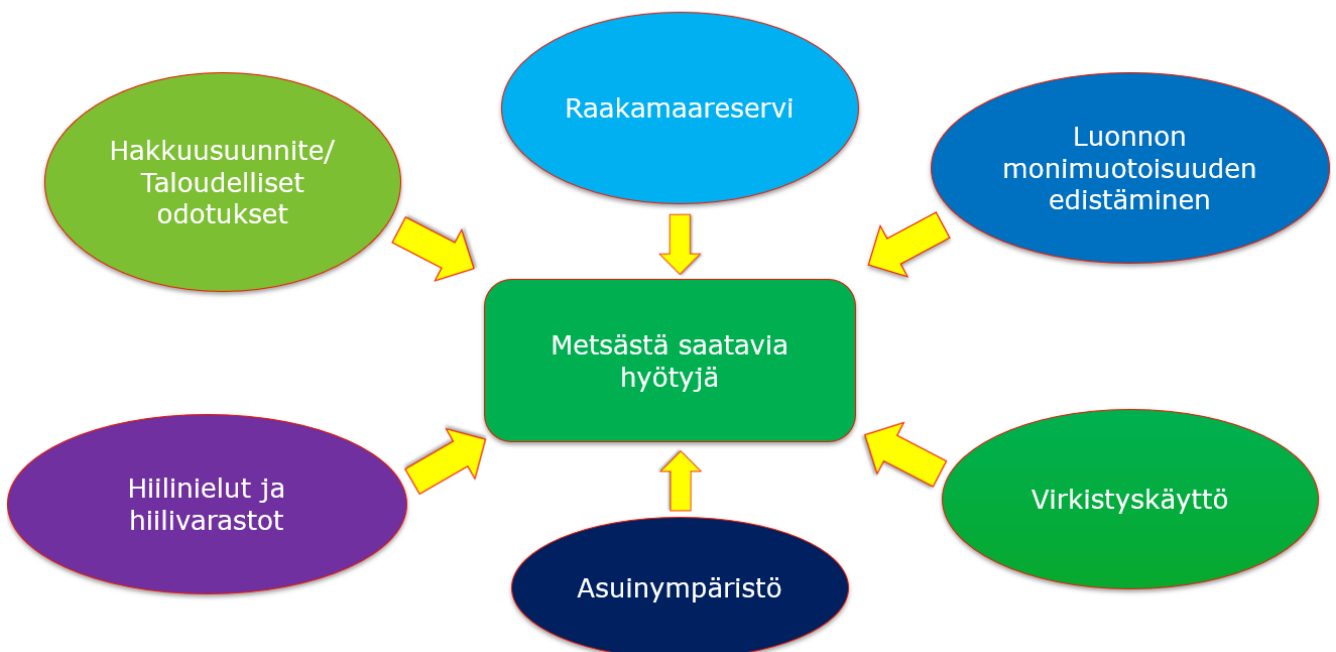 Raakamaareservi
Hakkuusuunnite/
Taloudelliset
odotukset
Luonnon
monimuotoisuuden
edistäminen
Metsästä saatavia
hyötyjä
Hiilinielut ja
hiilivarastot
Virkistyskäyttö
Asuinympäristö